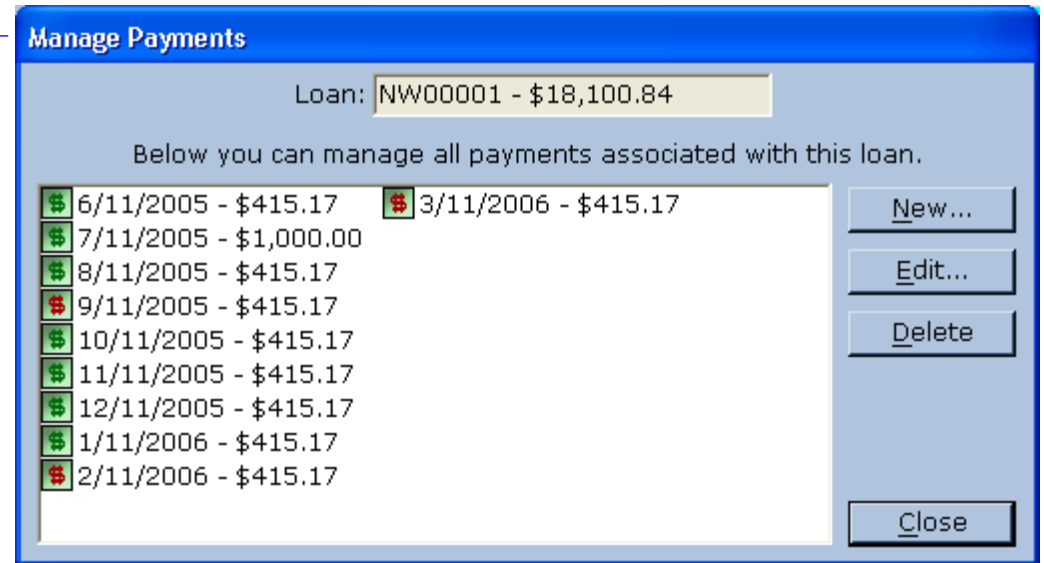 Manage Payments
Loan: NW00001 - $18,100.84
Below you can manage all payments associated with this loan.
$ 6/11/2005 - $415.17
$ 7/11/2005 - $1,000.00
$ 8/11/2005 - $415.17
$ 9/11/2005 - $415.17
$ 10/11/2005 - $415.17
$ 11/11/2005 - $415.17
$ 12/11/2005 - $415.17
$ 1/11/2006 - $415.17
$ 2/11/2006 - $415.17
$ 3/11/2006 - $415.17
New...
Edit...
Delete
Close